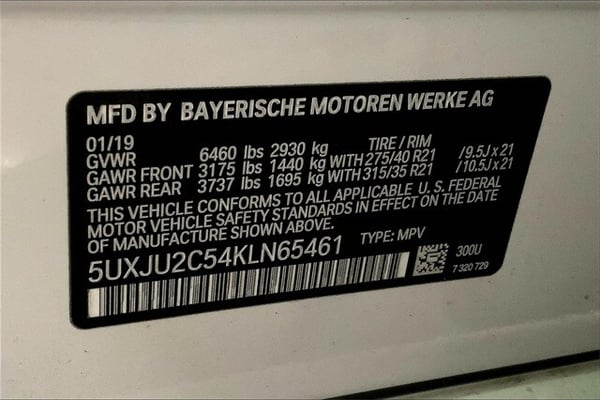 MFD BY BAYERISCHE MOTOREN WERKE AG
01/19 TIRE / RIM
GVWR 6460 lbs 2930 kg
GAWR FRONT 3175 lbs 1440 kg WITH 275/40 R21 /9.5J x 21
GAWR REAR 3737 lbs 1695 kg WITH 315/35 R21 /10.5J x 21
THIS VEHICLE CONFORMS TO ALL APPLICABLE U.S. FEDERAL
MOTOR VEHICLE SAFETY STANDARDS IN EFFECT ON THE DATE
OF MANUFACTURE SHOWN ABOVE.
5UXJU2C54KLN65461 TYPE: MPV
300U
7 320 729